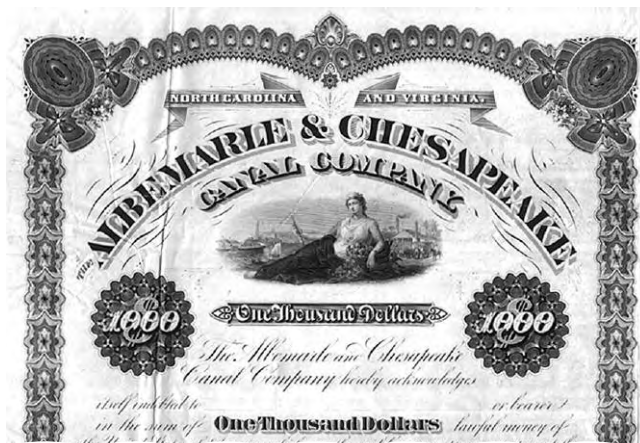 NORTH CAROLINA AND VIRGINIA.
THE ALBEMARLE & CHESAPEAKE
CANAL COMPANY
$1000 $1000
One Thousand Dollars
The Albemarle and Chesapeake
Canal Company hereby acknowledges
itself indebted to or bearer
in the sum of One Thousand Dollars lawful money of